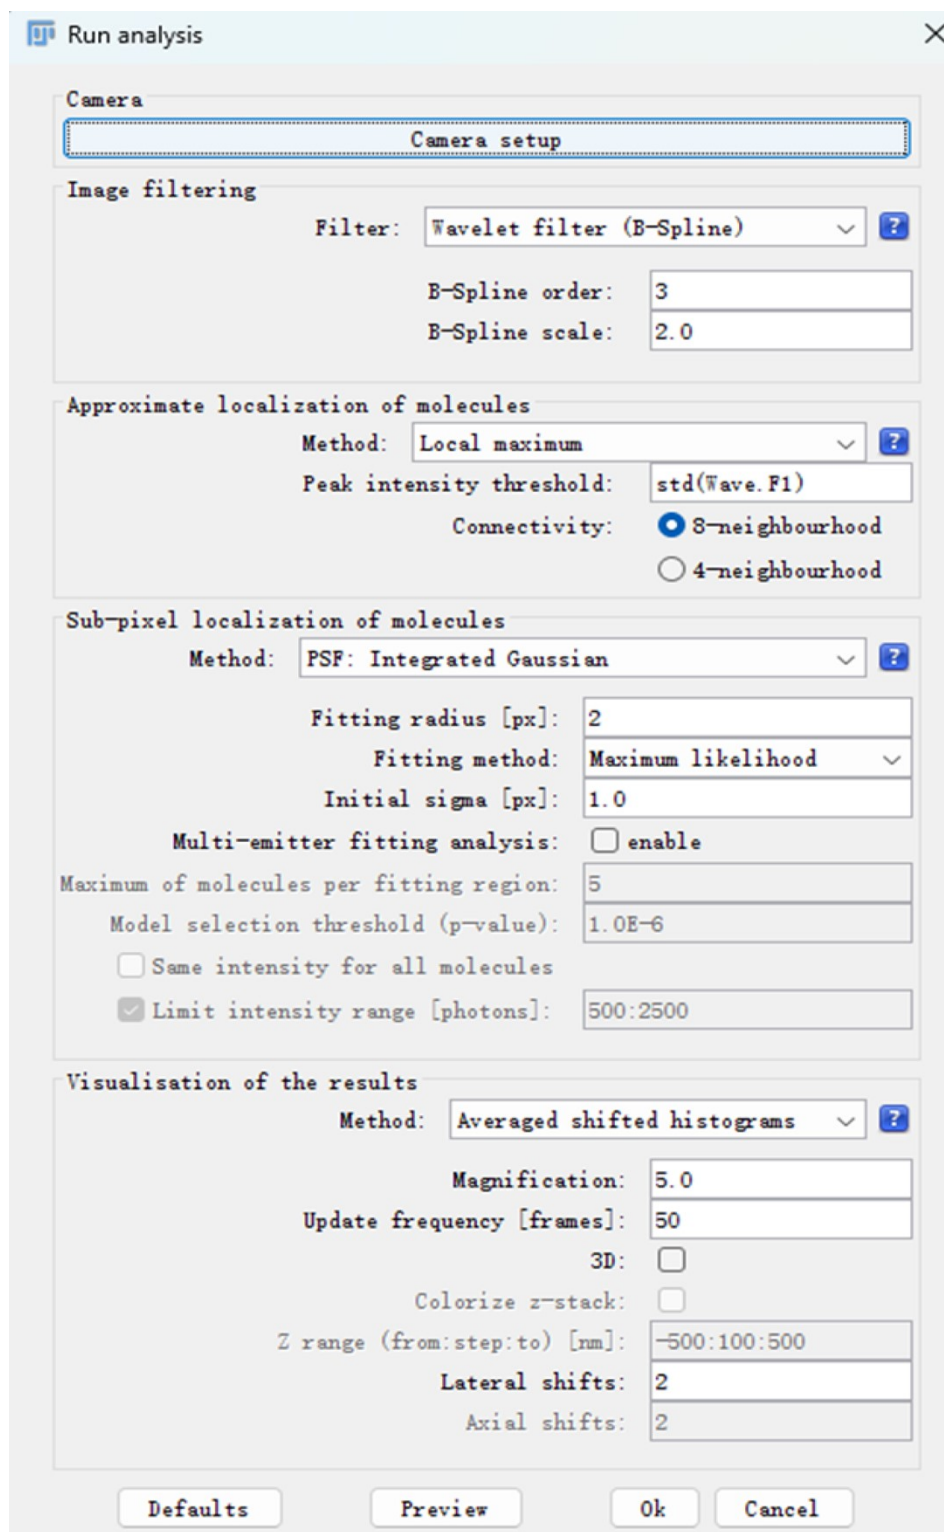 Run analysis
Camera
Camera setup
Image filtering
Filter: Wavelet filter (B-Spline)
B-Spline order: 3
B-Spline scale: 2.0
Approximate localization of molecules
Method: Local maximum
Peak intensity threshold: std(Wave.F1)
Connectivity: 8-neighbourhood
4-neighbourhood
Sub-pixel localization of molecules
Method: PSF: Integrated Gaussian
Fitting radius [px]: 2
Fitting method: Maximum likelihood
Initial sigma [px]: 1.0
Multi-emitter fitting analysis: enable
Maximum of molecules per fitting region: 5
Model selection threshold (p-value): 1.0E-6
Same intensity for all molecules
Limit intensity range [photons]: 500:2500
Visualisation of the results
Method: Averaged shifted histograms
Magnification: 5.0
Update frequency [frames]: 50
3D:
Colorize z-stack:
Z range (from:step:to) [nm]: -500:100:500
Lateral shifts: 2
Axial shifts: 2
Defaults Preview Ok Cancel